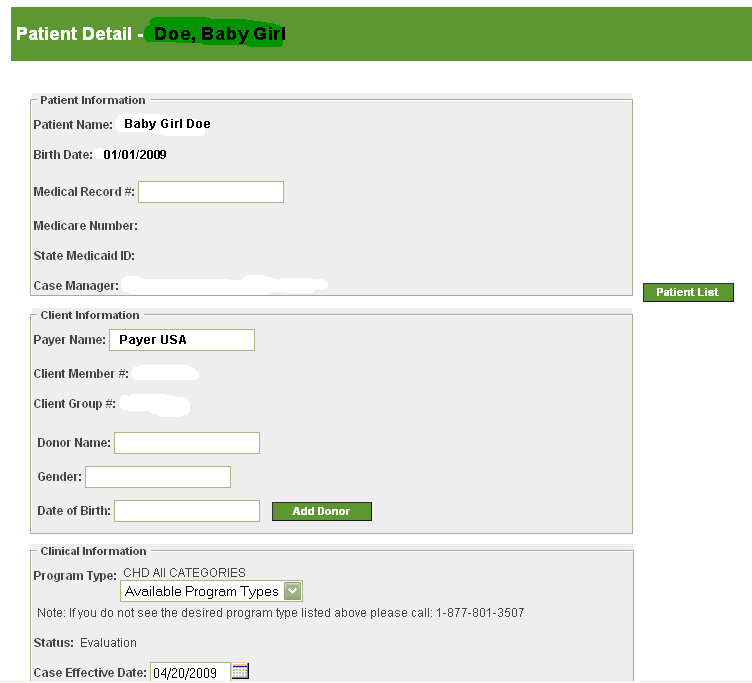 Patient Detail - Doe, Baby Girl
Patient Information
Patient Name: Baby Girl Doe
Birth Date: 01/01/2009
Medical Record #:
Medicare Number:
State Medicaid ID:
Case Manager:
Patient List
Client Information
Payer Name: Payer USA
Client Member #:
Client Group #:
Donor Name:
Gender:
Date of Birth:
Add Donor
Clinical Information
Program Type: CHD All CATEGORIES
Available Program Types
Note: If you do not see the desired program type listed above please call: 1-877-801-3507
Status: Evaluation
Case Effective Date: 04/20/2009